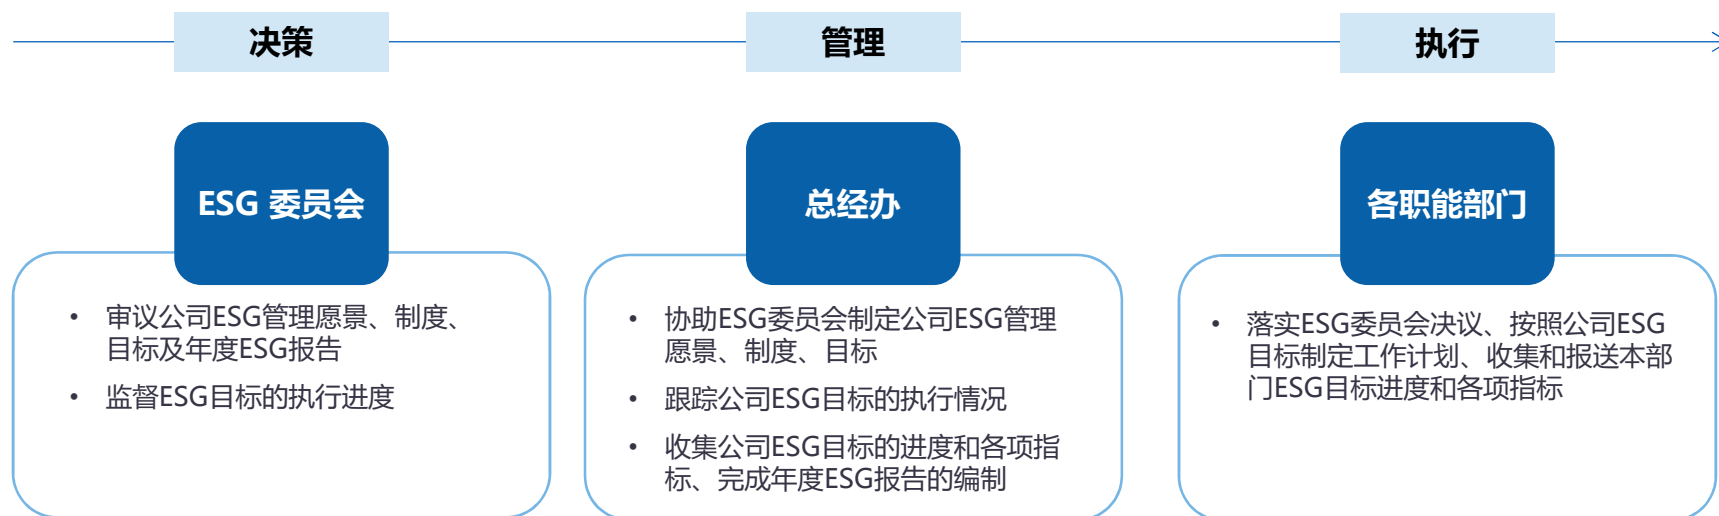 决策
管理
执行
ESG 委员会
总经办
各职能部门
• 审议公司ESG管理愿景、制度、
目标及年度ESG报告
• 监督ESG目标的执行进度
• 协助ESG委员会制定公司ESG管理
愿景、制度、目标
• 跟踪公司ESG目标的执行情况
• 收集公司ESG目标的进度和各项指
标、完成年度ESG报告的编制
• 落实ESG委员会决议、按照公司ESG
目标制定工作计划、收集和报送本部
门ESG目标进度和各项指标